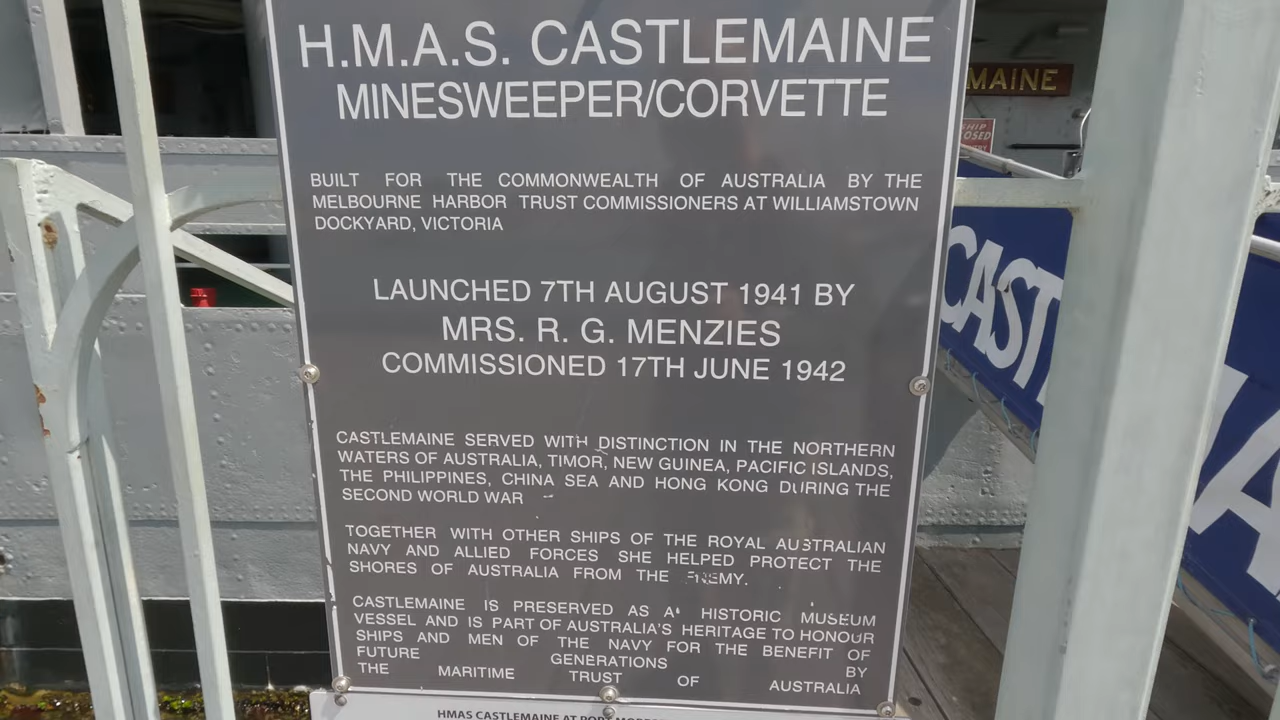 H.M.A.S. CASTLEMAINE
MINESWEEPER/CORVETTE
BUILT FOR THE COMMONWEALTH OF AUSTRALIA BY THE
MELBOURNE HARBOR TRUST COMMISSIONERS AT WILLIAMSTOWN
DOCKYARD, VICTORIA
LAUNCHED 7TH AUGUST 1941 BY
MRS. R. G. MENZIES
COMMISSIONED 17TH JUNE 1942
CASTLEMAINE SERVED WITH DISTINCTION IN THE NORTHERN
WATERS OF AUSTRALIA, TIMOR, NEW GUINEA, PACIFIC ISLANDS,
THE PHILIPPINES, CHINA SEA AND HONG KONG DURING THE
SECOND WORLD WAR
TOGETHER WITH OTHER SHIPS OF THE ROYAL AUSTRALIAN
NAVY AND ALLIED FORCES SHE HELPED PROTECT THE
SHORES OF AUSTRALIA FROM THE ENEMY.
CASTLEMAINE IS PRESERVED AS A HISTORIC MUSEUM
VESSEL AND IS PART OF AUSTRALIA'S HERITAGE TO HONOUR
SHIPS AND MEN OF THE NAVY FOR THE BENEFIT OF
FUTURE GENERATIONS BY
THE MARITIME TRUST OF AUSTRALIA
HMAS CASTLEMAINE AT PORT
MAINE
CAST